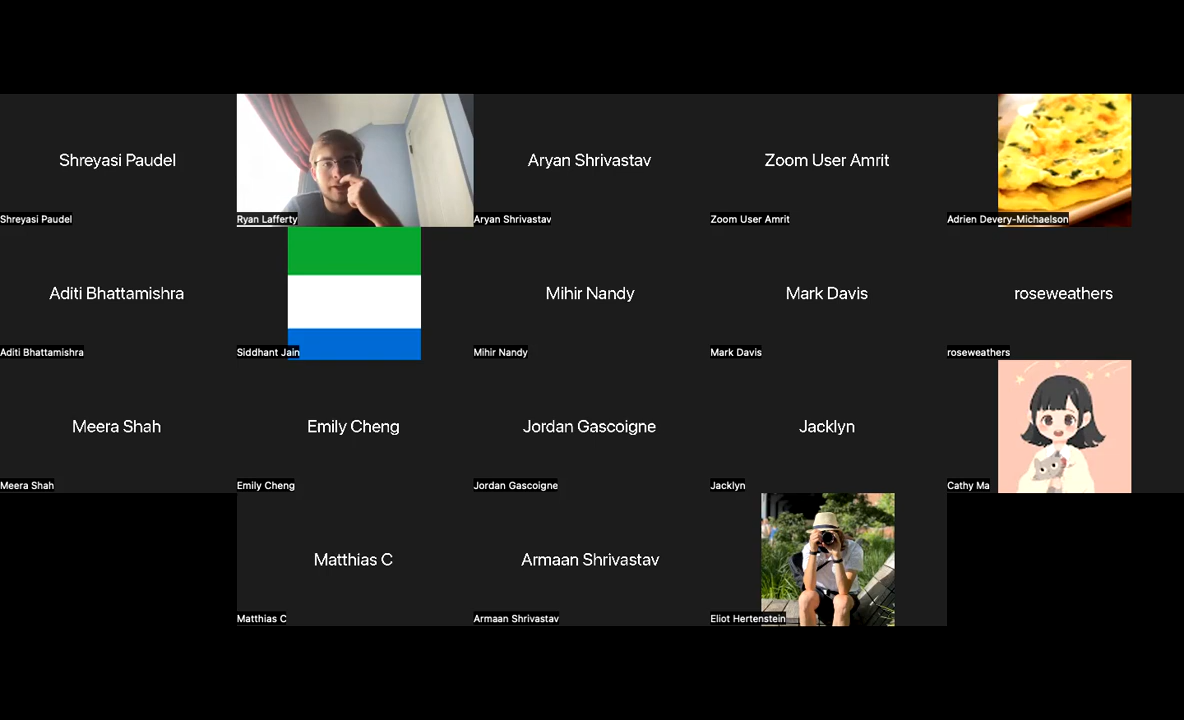 Shreyasi Paudel
Shreyasi Paudel
Ryan Lafferty
Aryan Shrivastav
Aryan Shrivastav
Zoom User Amrit
Zoom User Amrit
Adrien Devery-Michaelson
Aditi Bhattamishra
Aditi Bhattamishra
Siddhant Jain
Mihir Nandy
Mihir Nandy
Mark Davis
Mark Davis
roseweathers
roseweathers
Meera Shah
Meera Shah
Emily Cheng
Emily Cheng
Jordan Gascoigne
Jordan Gascoigne
Jacklyn
Jacklyn
Cathy Ma
Matthias C
Matthias C
Armaan Shrivastav
Armaan Shrivastav
Eliot Hertenstein